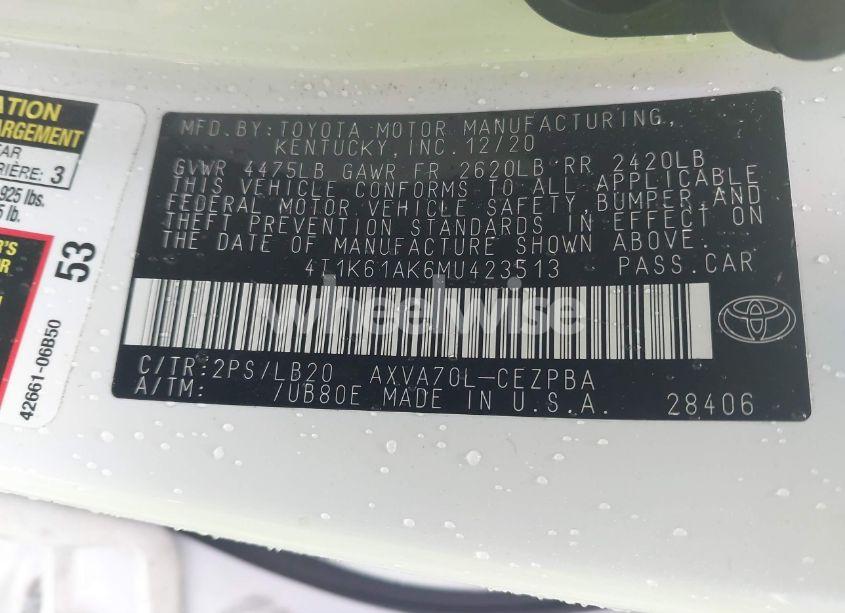 ATION
ARGEMENT
EAR
RIÈRE: 3
925 lbs.
5 lb.
R'S
OR
53
42661-06B50
MFD. BY: TOYOTA MOTOR MANUFACTURING,
KENTUCKY, INC. 12/20
GVWR 4475LB GAWR FR 2620LB RR 2420LB
THIS VEHICLE CONFORMS TO ALL APPLICABLE
FEDERAL MOTOR VEHICLE SAFETY, BUMPER, AND
THEFT PREVENTION STANDARDS IN EFFECT ON
THE DATE OF MANUFACTURE SHOWN ABOVE.
4T1K61AK6MU423513 PASS. CAR
wheelwise
C/TR: 2PS/LB20 AXVA70L-CEZPBA
A/TM: /UB80E MADE IN U.S.A. 28406